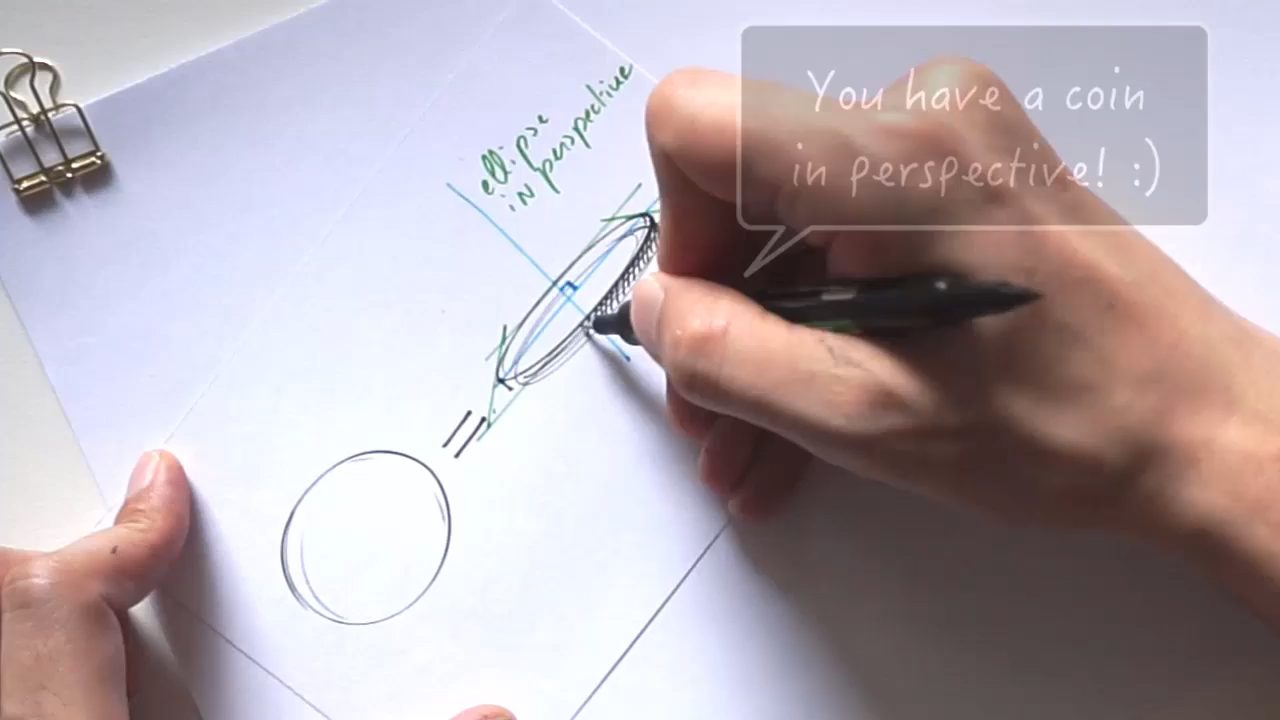 You have a coin
in perspective! :)
ellipse
in perspective